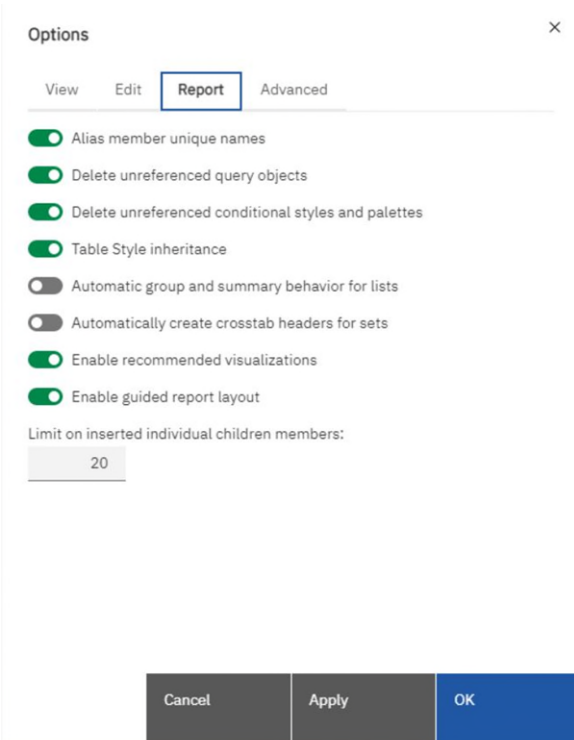 Options
View Edit Report Advanced
Alias member unique names
Delete unreferenced query objects
Delete unreferenced conditional styles and palettes
Table Style inheritance
Automatic group and summary behavior for lists
Automatically create crosstab headers for sets
Enable recommended visualizations
Enable guided report layout
Limit on inserted individual children members:
20
Cancel Apply OK